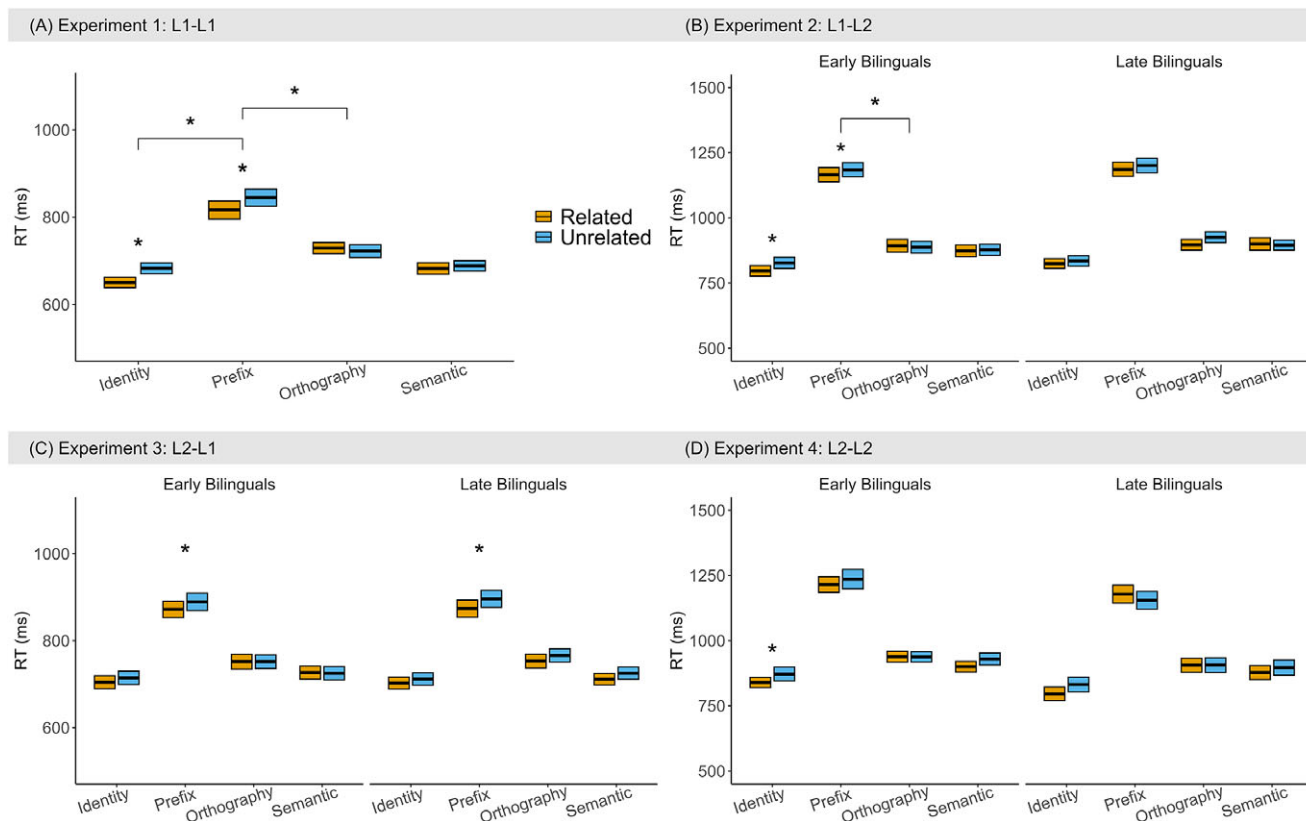 (A) Experiment 1: L1-L1
RT (ms)
1000
800
600
*
*
*
*
Identity
Prefix
Orthography
Semantic
Related
Unrelated
(B) Experiment 2: L1-L2
Early Bilinguals
Late Bilinguals
RT (ms)
1500
1250
1000
750
500
*
*
*
Identity
Prefix
Orthography
Semantic
Identity
Prefix
Orthography
Semantic
(C) Experiment 3: L2-L1
Early Bilinguals
Late Bilinguals
RT (ms)
1000
800
600
*
*
Identity
Prefix
Orthography
Semantic
Identity
Prefix
Orthography
Semantic
(D) Experiment 4: L2-L2
Early Bilinguals
Late Bilinguals
RT (ms)
1500
1250
1000
750
500
*
Identity
Prefix
Orthography
Semantic
Identity
Prefix
Orthography
Semantic